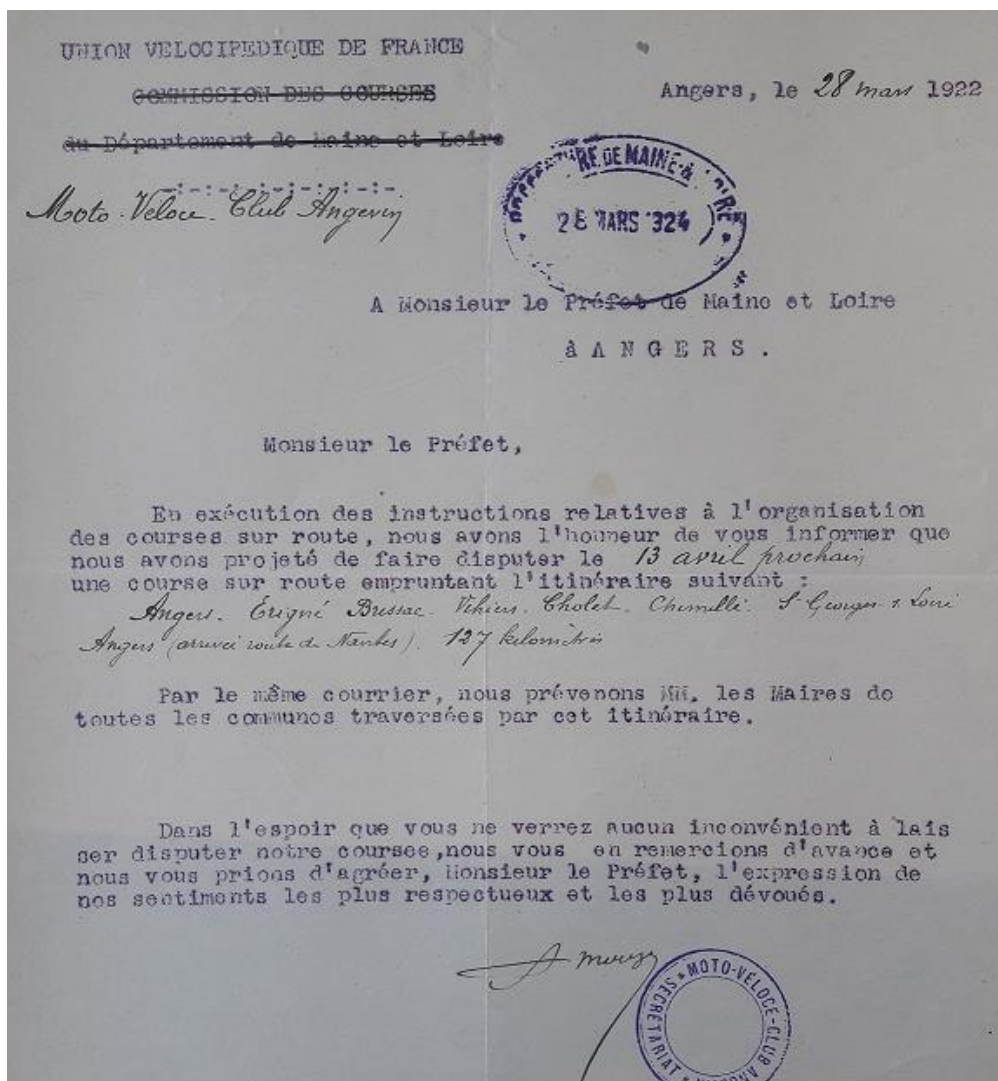 UNION VELOCIPEDIQUE DE FRANCE
COMMISSION DES COURSES
du Département de Maine et Loire
-:-:-:-:-:-:-:-
Moto-Veloce-Club Angevin
Angers, le 28 mars 1922
RE DE MAINE-&-LOIRE
28 MARS
A Monsieur le Préfet de Maine et Loire
à ANGERS.
Monsieur le Préfet,
En exécution des instructions relatives à l'organisation
des courses sur route, nous avons l'honneur de vous informer que
nous avons projeté de faire disputer le 13 avril prochain
une course sur route empruntant l'itinéraire suivant :
Angers. Erigné Brissac. Vihiers. Cholet. Chemillé. St Georges s. Loire
Angers (arrivée route de Nantes). 127 kilomètres
Par le même courrier, nous prévenons MM. les Maires de
toutes les communes traversées par cet itinéraire.
Dans l'espoir que vous ne verrez aucun inconvénient à lais
ser disputer notre coursee,nous vous en remercions d'avance et
nous vous prions d'agréer, Monsieur le Préfet, l'expression de
nos sentiments les plus respectueux et les plus dévoués.
MOTO-VELOCE-CLUB
SECRÉTARIAT